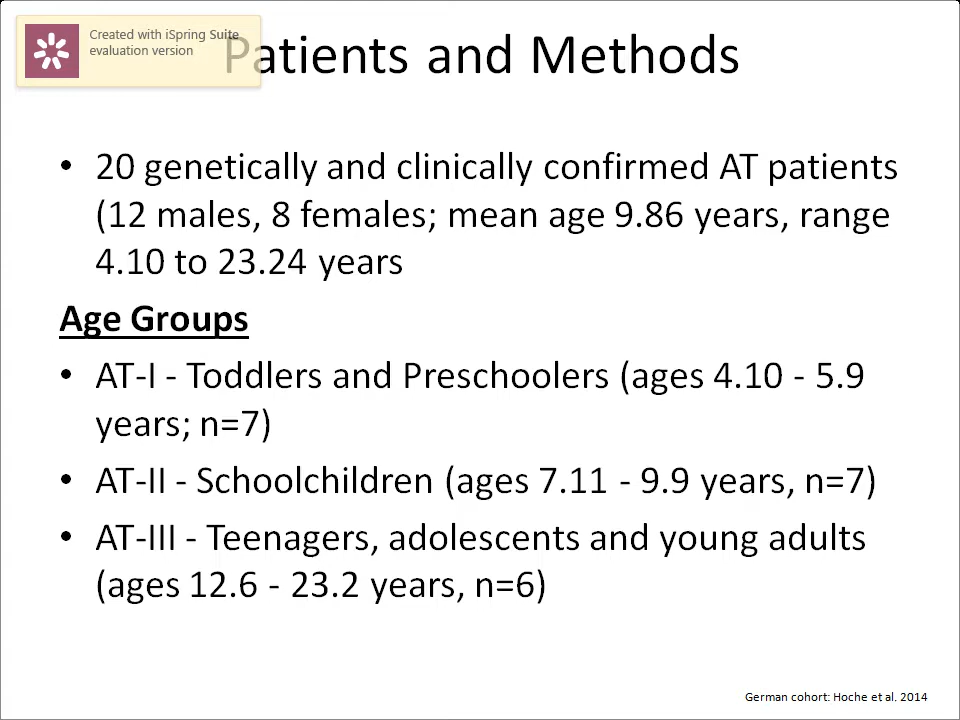 Created with iSpring Suite
evaluation version
Patients and Methods
• 20 genetically and clinically confirmed AT patients
(12 males, 8 females; mean age 9.86 years, range
4.10 to 23.24 years
Age Groups
• AT-I - Toddlers and Preschoolers (ages 4.10 - 5.9
years; n=7)
• AT-II - Schoolchildren (ages 7.11 - 9.9 years, n=7)
• AT-III - Teenagers, adolescents and young adults
(ages 12.6 - 23.2 years, n=6)
German cohort: Hoche et al. 2014